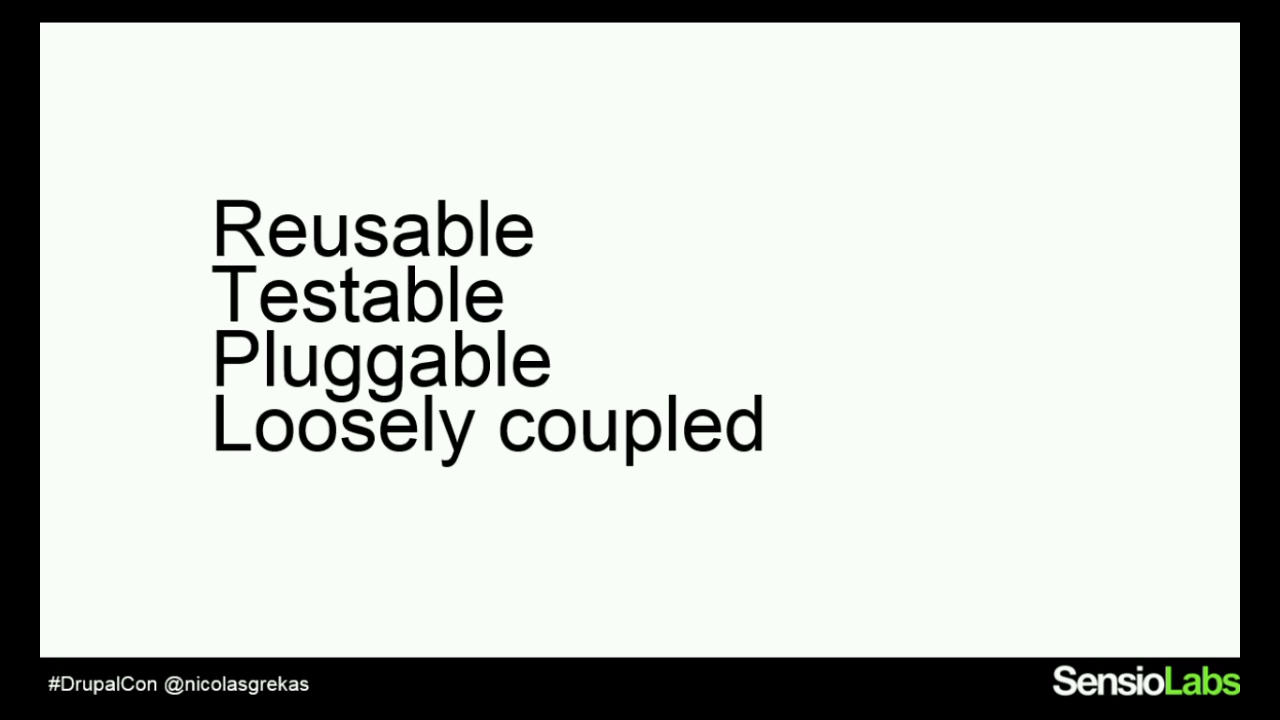 Reusable
Testable
Pluggable
Loosely coupled
#DrupalCon @nicolasgrekas
SensioLabs